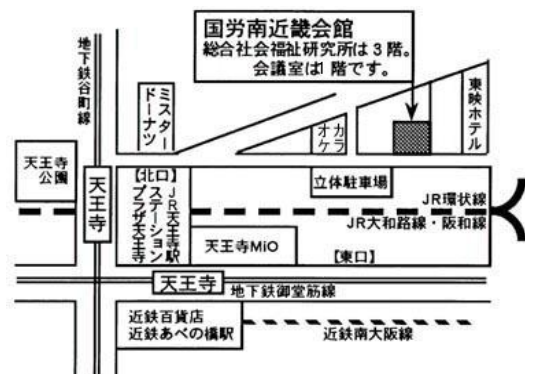 国労南近畿会館
総合社会福祉研究所は3階。
会議室は1階です。
地下鉄谷町線
ミスタードーナツ
カラオケ
東映ホテル
天王寺公園
天王寺
【北口】
JR天王寺駅
ステーション
プラザ天王寺
立体駐車場
JR環状線
JR大和路線・阪和線
天王寺MiO
【東口】
天王寺
地下鉄御堂筋線
近鉄百貨店
近鉄あべの橋駅
近鉄南大阪線